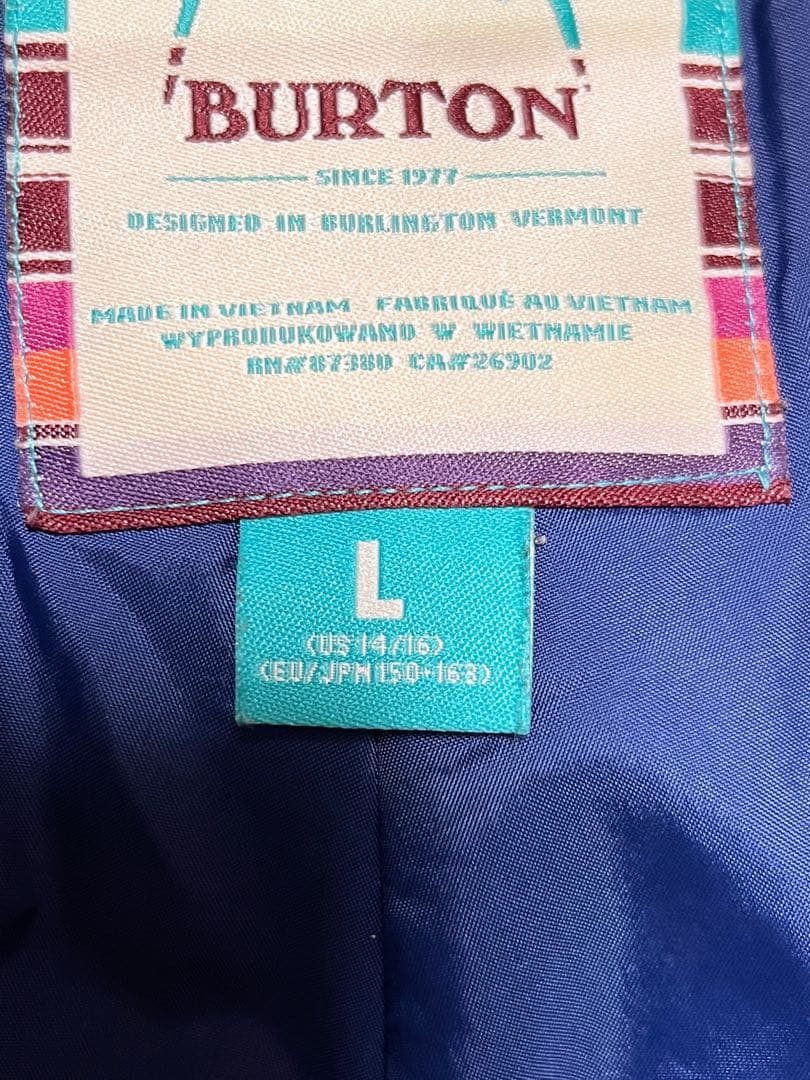 BURTON
SINCE 1977
DESIGNED IN BURLINGTON VERMONT
MADE IN VIETNAM FABRIQUÉ AU VIETNAM
WYPRODUKOWANO W WIETNAMIE
RN#87380 CA#26902
L
(US 14/16)
(EU/JPN 150-163)